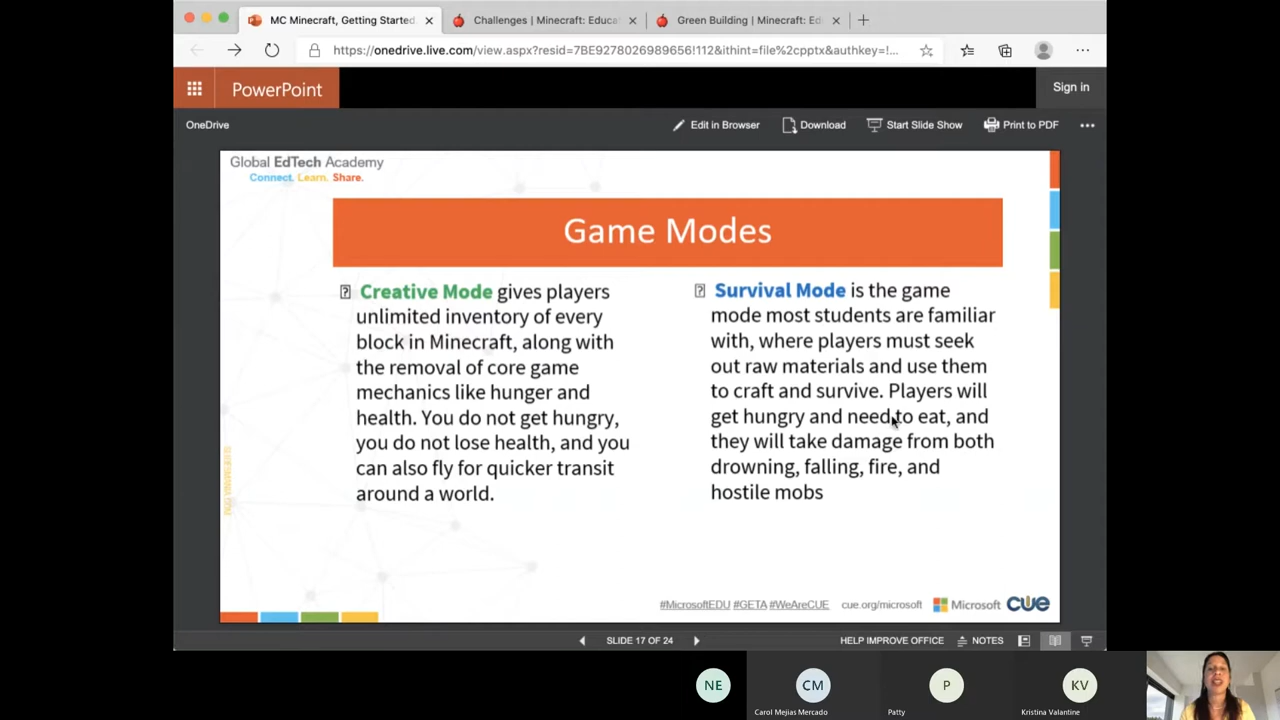 MC Minecraft, Getting Started.
Challenges | Minecraft: Educa
Green Building | Minecraft: Ed
https://onedrive.live.com/view.aspx?resid=7BE9278026989656!112&ithint=file%2cpptx&authkey=!...
PowerPoint
Sign in
OneDrive
Edit in Browser
Download
Start Slide Show
Print to PDF
Global EdTech Academy
Connect. Learn. Share.
Game Modes
Creative Mode gives players
unlimited inventory of every
block in Minecraft, along with
the removal of core game
mechanics like hunger and
health. You do not get hungry,
you do not lose health, and you
can also fly for quicker transit
around a world.
Survival Mode is the game
mode most students are familiar
with, where players must seek
out raw materials and use them
to craft and survive. Players will
get hungry and need to eat, and
they will take damage from both
drowning, falling, fire, and
hostile mobs
#MicrosoftEDU #GETA #WeAreCUE
cue.org/microsoft
Microsoft
CUE
SLIDE 17 OF 24
HELP IMPROVE OFFICE
NOTES
NE
CM
P
KV
Carol Mejias Mercado
Patty
Kristina Valantine